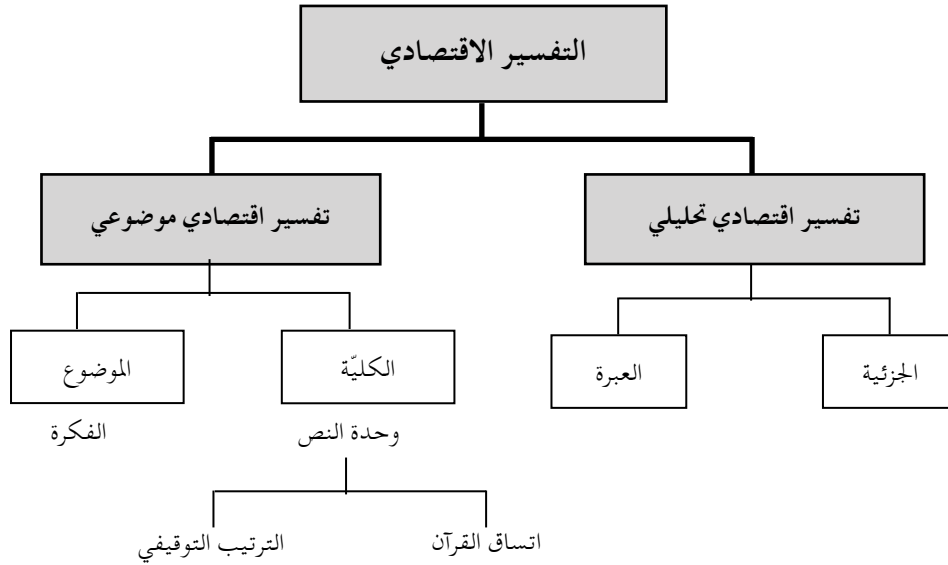 التفسير الاقتصادي
تفسير اقتصادي تحليلي
تفسير اقتصادي موضوعي
الجزئية
العبرة
الكليّة
الموضوع
وحدة النص
الفكرة
اتساق القرآن
الترتيب التوقيفي